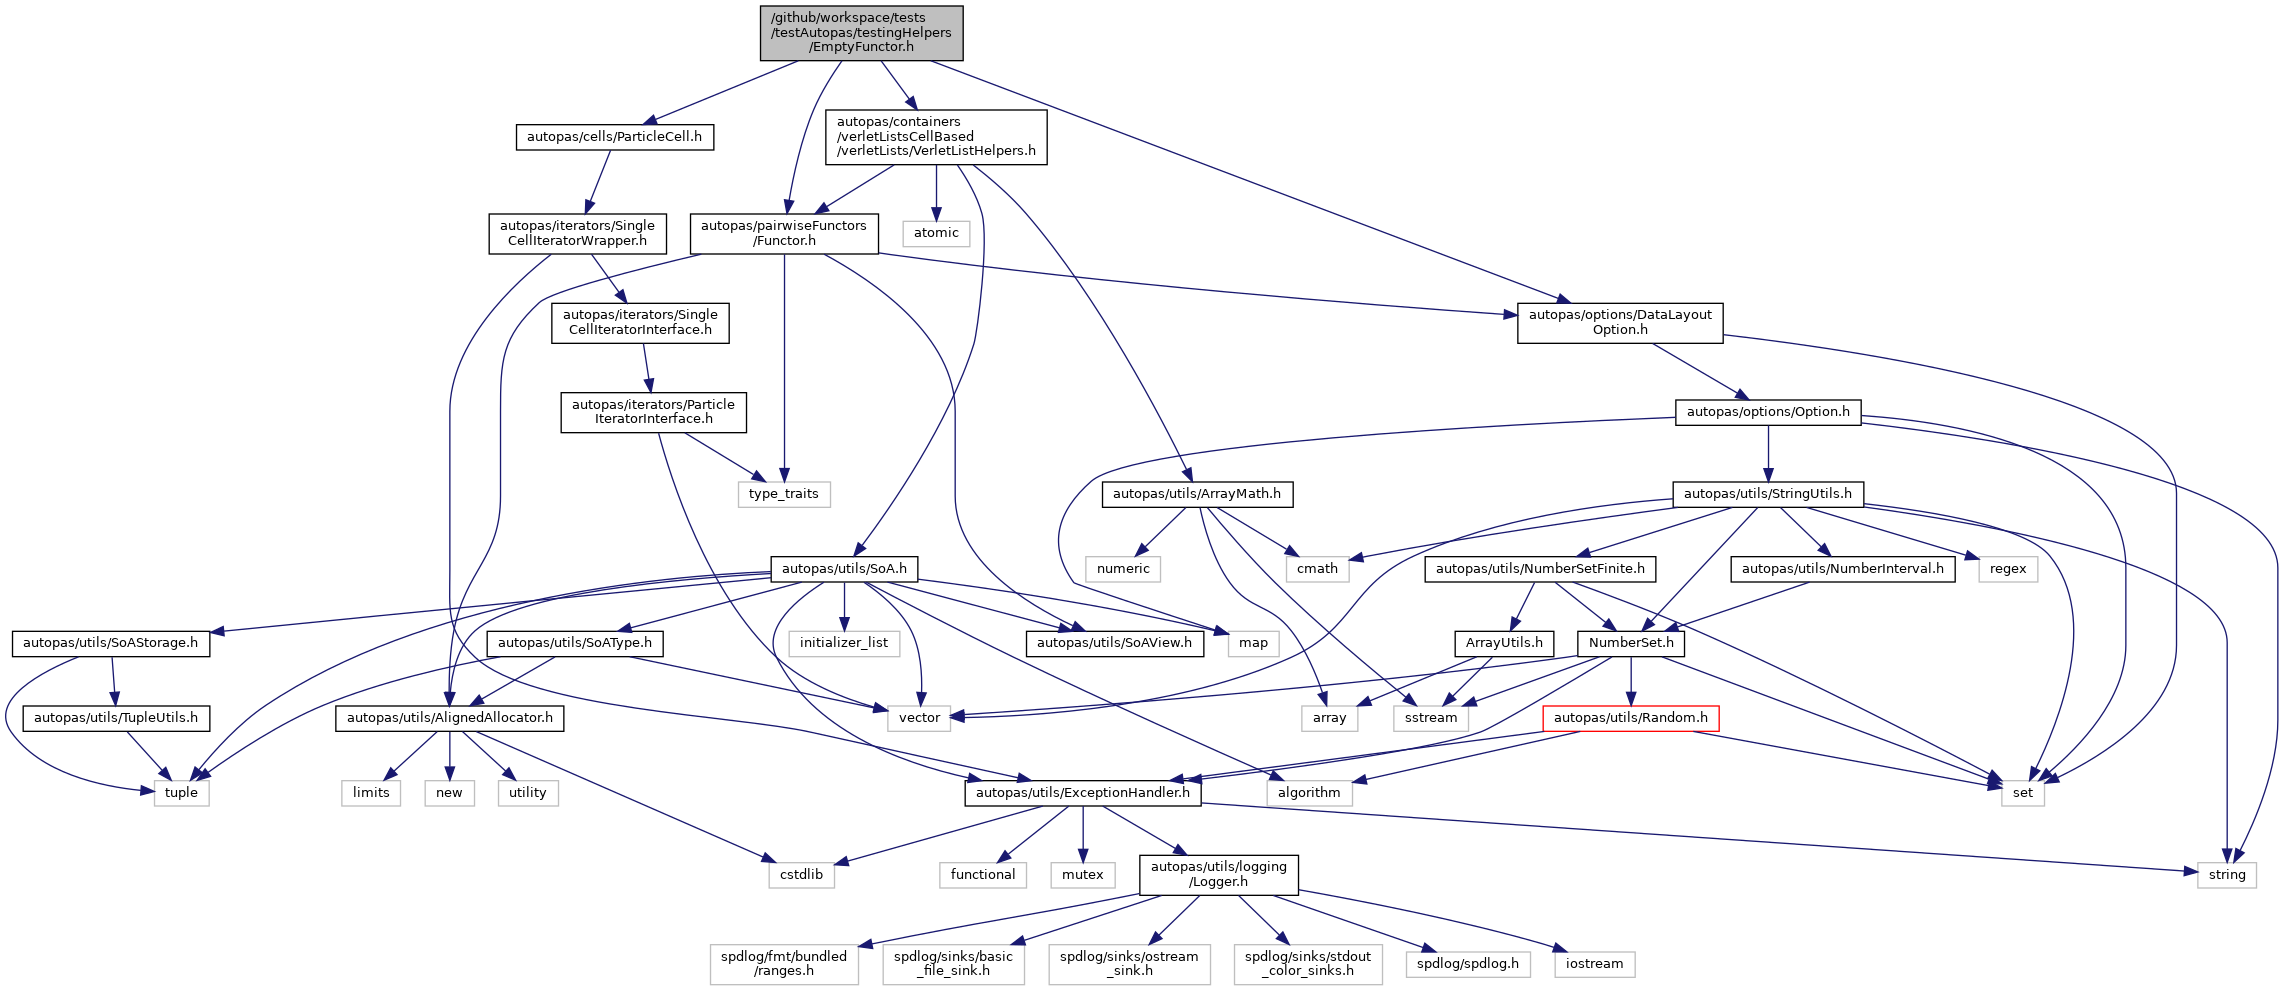 /github/workspace/tests
/testAutopas/testingHelpers
/EmptyFunctor.h
autopas/cells/ParticleCell.h
autopas/containers
/verletListsCellBased
/verletLists/VerletListHelpers.h
autopas/iterators/Single
CellIteratorWrapper.h
autopas/pairwiseFunctors
/Functor.h
atomic
autopas/iterators/Single
CellIteratorInterface.h
autopas/options/DataLayout
Option.h
autopas/iterators/Particle
IteratorInterface.h
autopas/options/Option.h
type_traits
autopas/utils/ArrayMath.h
autopas/utils/StringUtils.h
autopas/utils/SoA.h
numeric
cmath
autopas/utils/NumberSetFinite.h
autopas/utils/NumberInterval.h
regex
autopas/utils/SoAStorage.h
autopas/utils/SoAType.h
initializer_list
autopas/utils/SoAView.h
map
ArrayUtils.h
NumberSet.h
autopas/utils/TupleUtils.h
autopas/utils/AlignedAllocator.h
vector
array
sstream
autopas/utils/Random.h
tuple
limits
new
utility
autopas/utils/ExceptionHandler.h
algorithm
set
cstdlib
functional
mutex
autopas/utils/logging
/Logger.h
string
spdlog/fmt/bundled
/ranges.h
spdlog/sinks/basic
_file_sink.h
spdlog/sinks/ostream
_sink.h
spdlog/sinks/stdout
_color_sinks.h
spdlog/spdlog.h
iostream